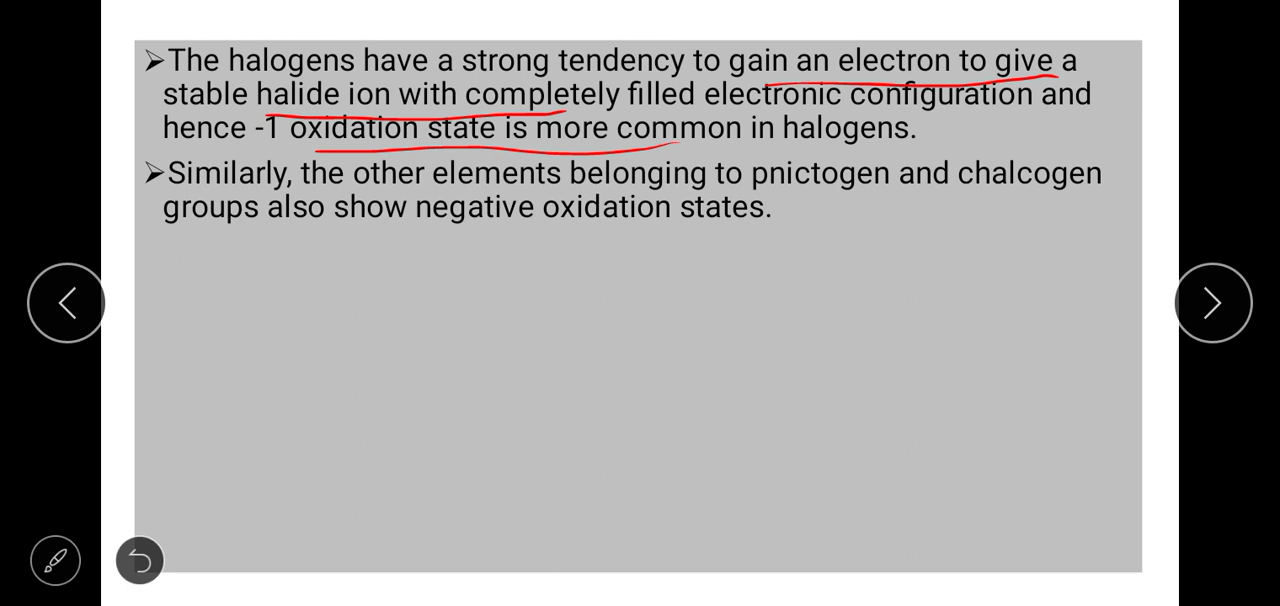 ➢The halogens have a strong tendency to gain an electron to give a
stable halide ion with completely filled electronic configuration and
hence -1 oxidation state is more common in halogens.
➢Similarly, the other elements belonging to pnictogen and chalcogen
groups also show negative oxidation states.